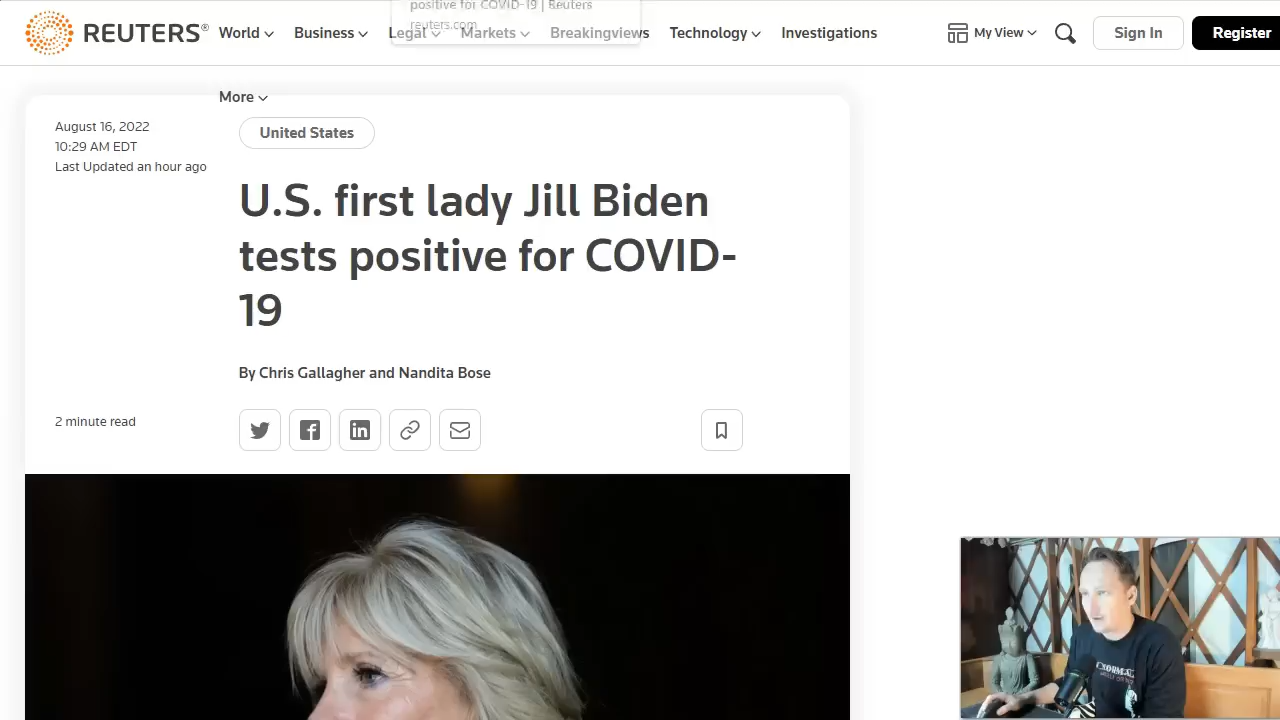 positive for COVID-19 | Reuters
reuters.com
REUTERS®
World
Business
Legal
Markets
Breakingviews
Technology
Investigations
My View
Sign In
Register
More
August 16, 2022
10:29 AM EDT
Last Updated an hour ago
United States
U.S. first lady Jill Biden
tests positive for COVID-
19
By Chris Gallagher and Nandita Bose
2 minute read